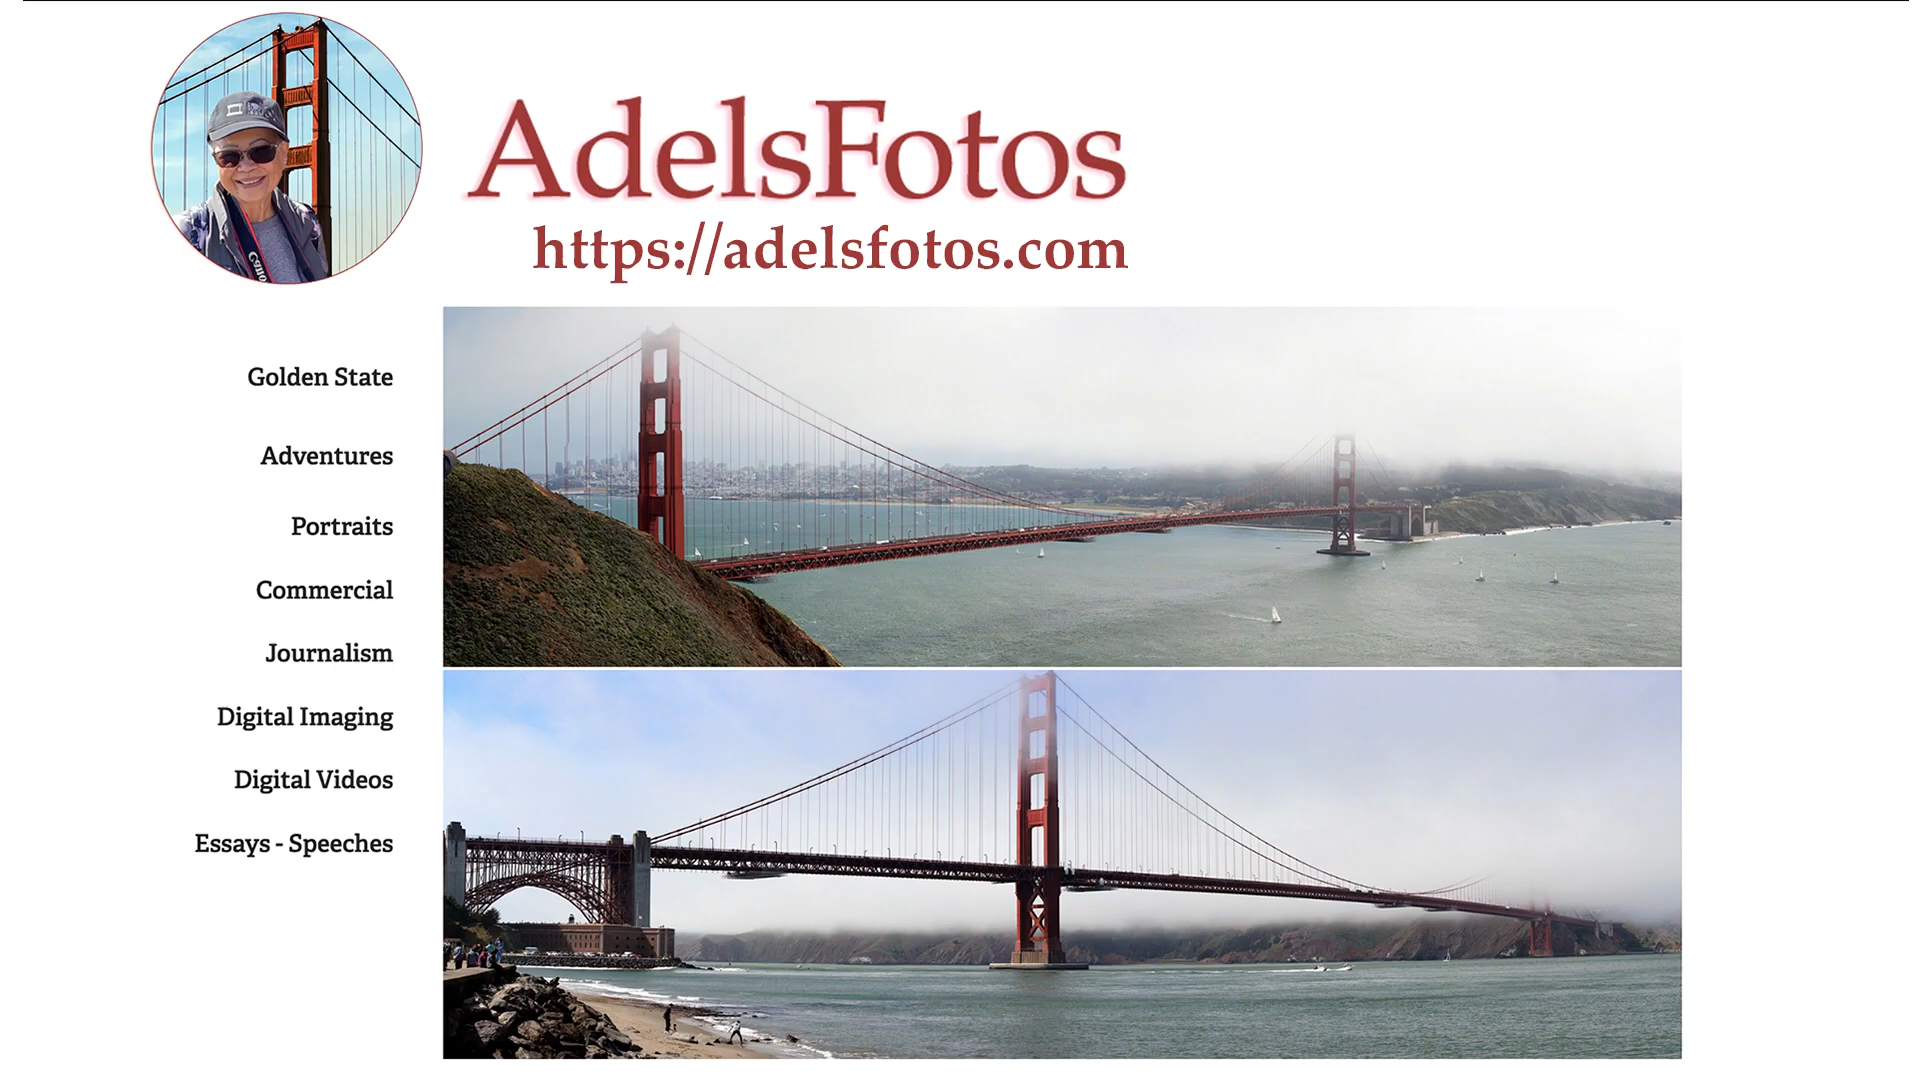 AdelsFotos
https://adelsfotos.com
Golden State
Adventures
Portraits
Commercial
Journalism
Digital Imaging
Digital Videos
Essays - Speeches